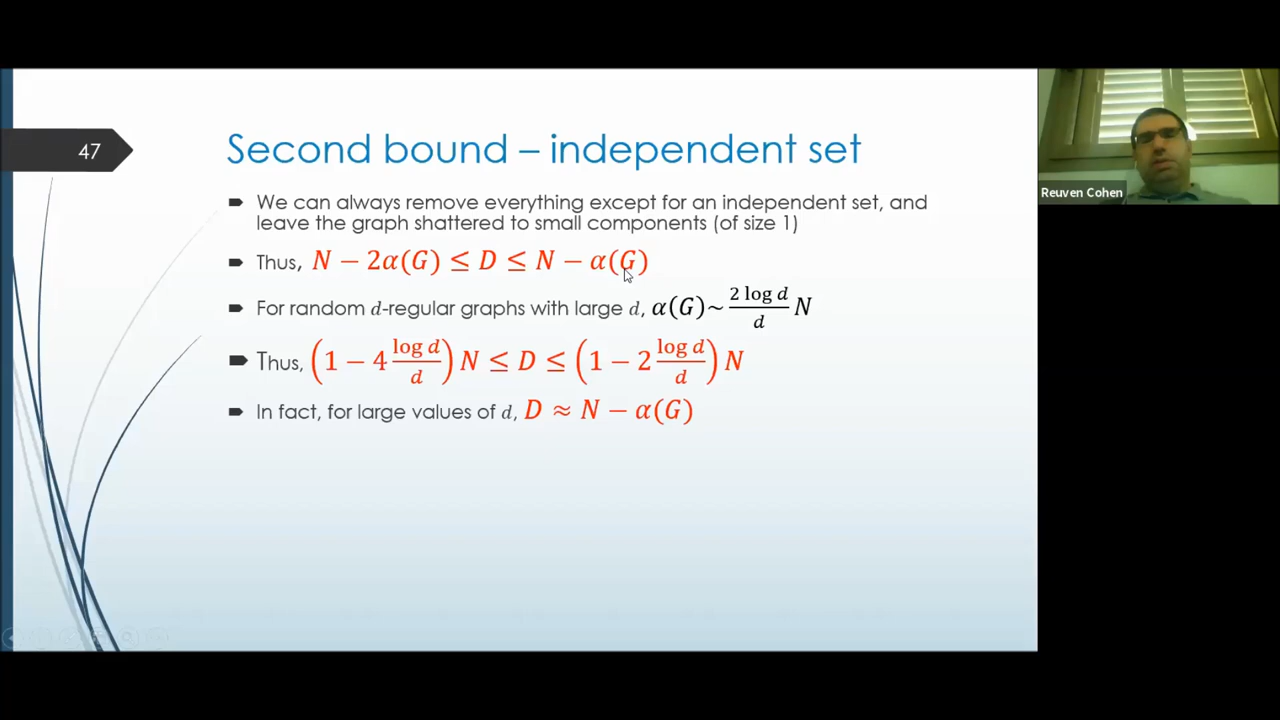 47
Second bound – independent set
We can always remove everything except for an independent set, and
leave the graph shattered to small components (of size 1)
Thus, N − 2α(G) ≤ D ≤ N − α(G)
For random d-regular graphs with large d, α(G)~ 2 log d / d N
Thus, (1 − 4 log d / d) N ≤ D ≤ (1 − 2 log d / d) N
In fact, for large values of d, D ≈ N − α(G)
Reuven Cohen